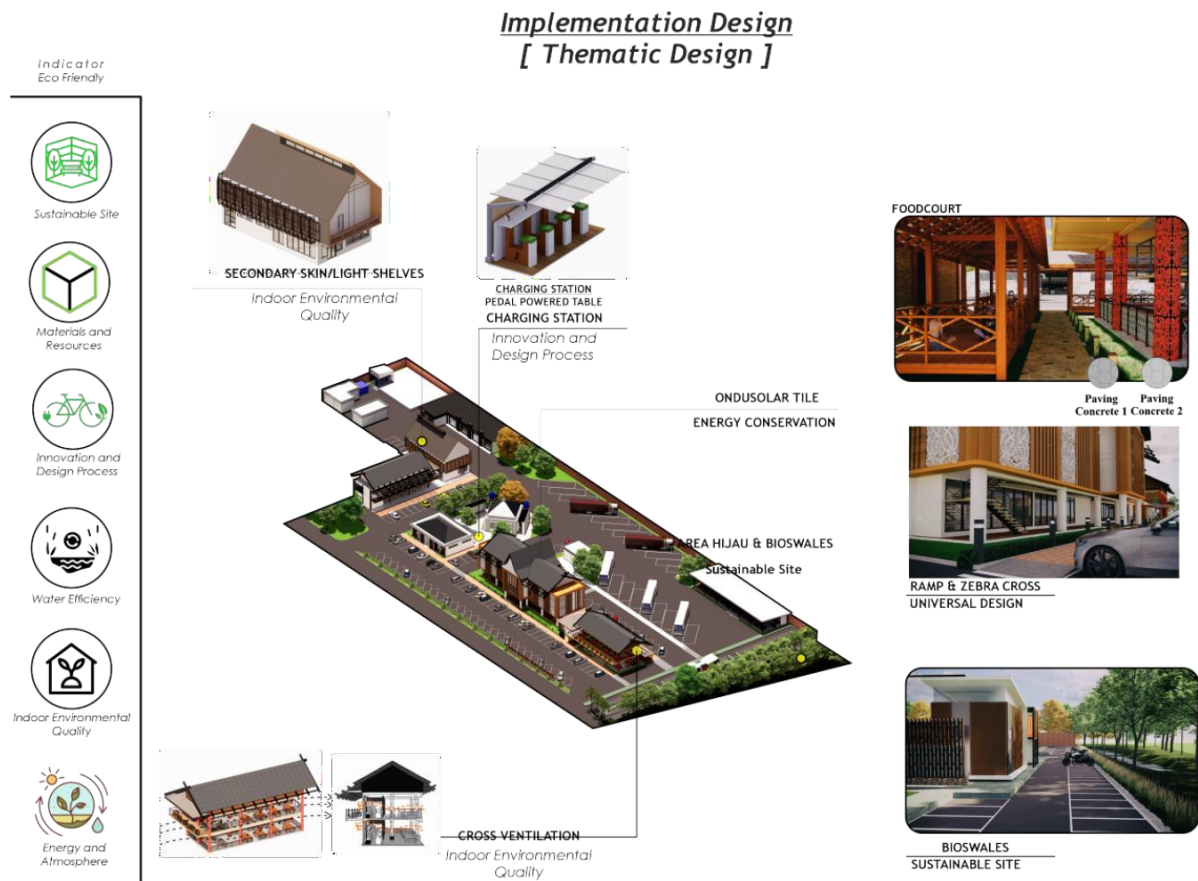 Implementation Design
[ Thematic Design ]
Indicator
Eco Friendly
Sustainable Site
Materials and
Resources
Innovation and
Design Process
Water Efficiency
Indoor Environmental
Quality
Energy and
Atmosphere
SECONDARY SKIN/LIGHT SHELVES
Indoor Environmental
Quality
CHARGING STATION
PEDAL POWERED TABLE
CHARGING STATION
Innovation and
Design Process
ONDUSOLAR TILE
ENERGY CONSERVATION
AREA HIJAU & BIOSWALES
Sustainable Site
CROSS VENTILATION
Indoor Environmental
Quality
FOODCOURT
Paving
Concrete 1
Paving
Concrete 2
RAMP & ZEBRA CROSS
UNIVERSAL DESIGN
BIOSWALES
SUSTAINABLE SITE